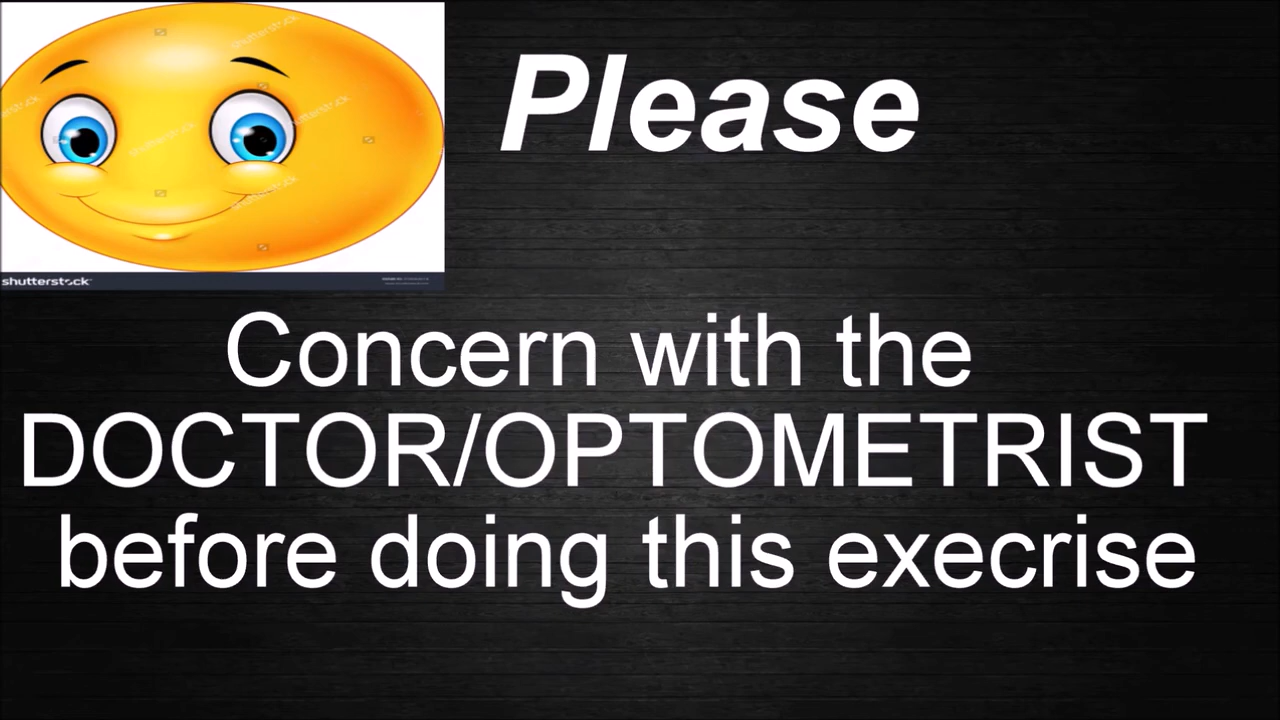 Please
shutterstock
Concern with the
DOCTOR/OPTOMETRIST
before doing this execrise